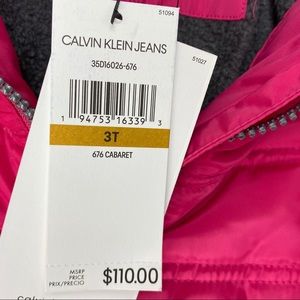 51094
CALVIN KLEIN JEANS
35D16026-676
51027
1 94753 16339 3
3T
676 CABARET
MSRP
PRICE
PRIX/PRECIO
$110.00